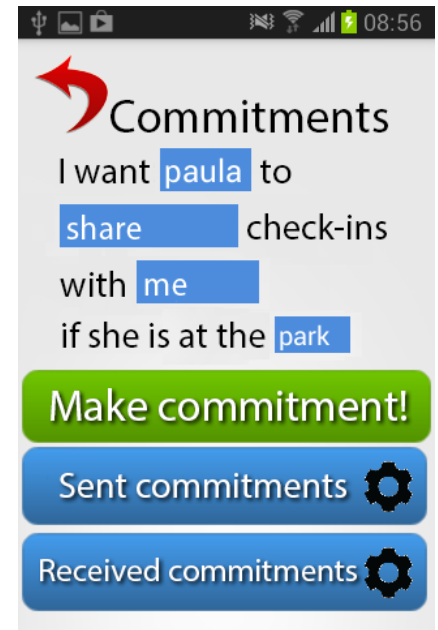 08:56
Commitments
I want paula to
share check-ins
with me
if she is at the park
Make commitment!
Sent commitments
Received commitments